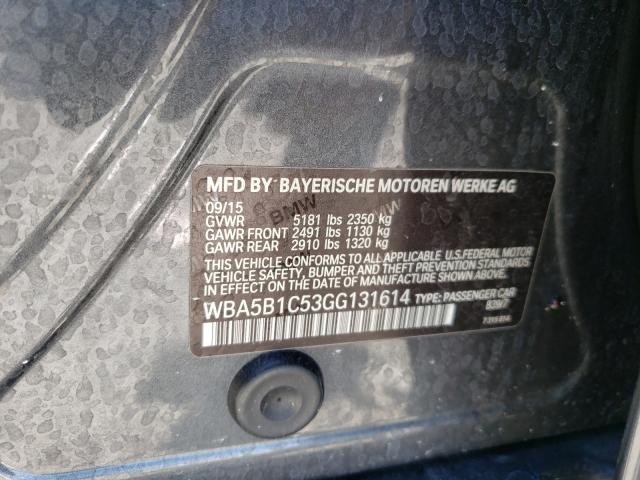 MFD BY BAYERISCHE MOTOREN WERKE AG
BMW
09/15
GVWR 5181 lbs 2350 kg
GAWR FRONT 2491 lbs 1130 kg
GAWR REAR 2910 lbs 1320 kg
THIS VEHICLE CONFORMS TO ALL APPLICABLE U.S.FEDERAL MOTOR
VEHICLE SAFETY, BUMPER AND THEFT PREVENTION STANDARDS
IN EFFECT ON THE DATE OF MANUFACTURE SHOWN ABOVE.
WBA5B1C53GG131614 TYPE: PASSENGER CAR